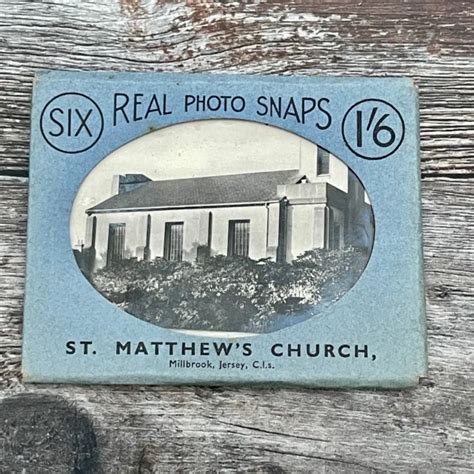 SIX REAL PHOTO SNAPS 1'6
ST. MATTHEW'S CHURCH,
Millbrook, Jersey, C.I.s.